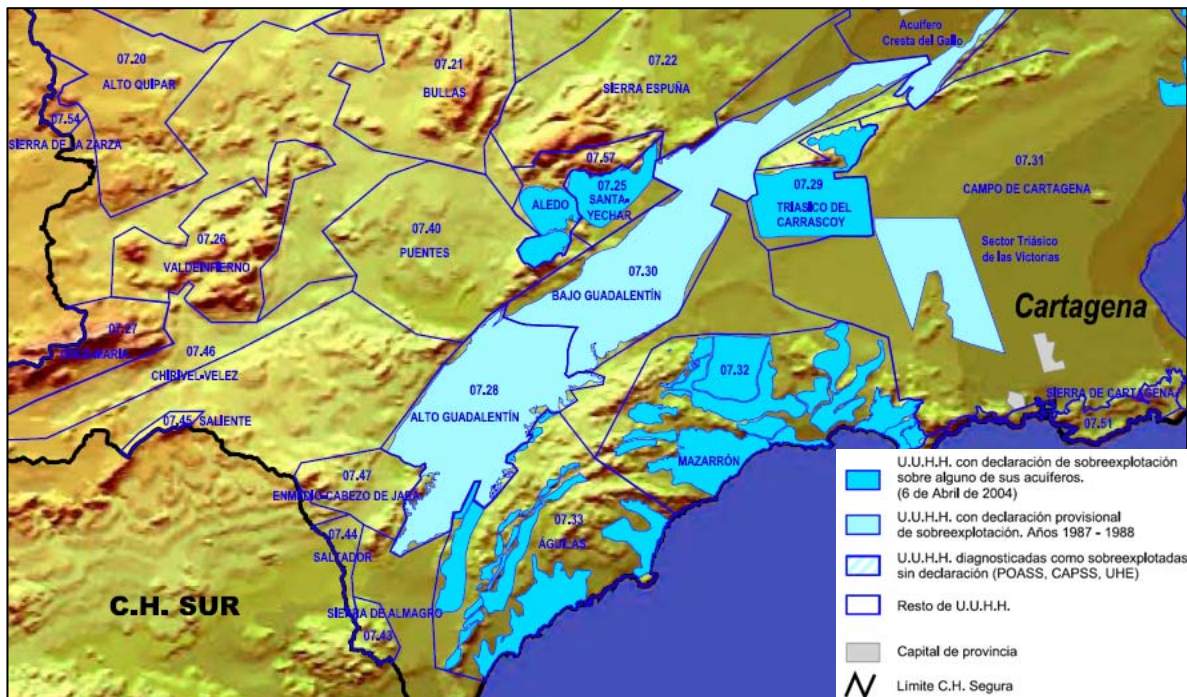 Acuífero
Cresta del Gallo
07.20
ALTO QUIPAR
07.21
BULLAS
07.22
SIERRA ESPUÑA
07.54
SIERRA DE LA ZARZA
07.57
07.25
SANTA-
YECHAR
ALEDO
07.29
TRIASICO DEL
CARRASCOY
07.31
CAMPO DE CARTAGENA
07.26
VALDEINFIERNO
07.40
PUENTES
Sector Triásico
de las Victorias
07.30
BAJO GUADALENTÍN
Cartagena
07.27
07.46
CHIRIVEL-VELEZ
07.28
ALTO GUADALENTÍN
07.32
SIERRA DE CARTAGENA
07.51
07.45 SALIENTE
MAZARRÓN
07.47
ENMEDIO-CABEZO DE JARA
07.33
ÁGUILAS
07.44
SALTADOR
C.H. SUR
SIERRA DE ALMAGRO
07.43
U.U.H.H. con declaración de sobreexplotación
sobre alguno de sus acuíferos.
(6 de Abril de 2004)
U.U.H.H. con declaración provisional
de sobreexplotación. Años 1987 - 1988
U.U.H.H. diagnosticadas como sobreexplotadas
sin declaración (POASS, CAPSS, UHE)
Resto de U.U.H.H.
Capital de provincia
Límite C.H. Segura